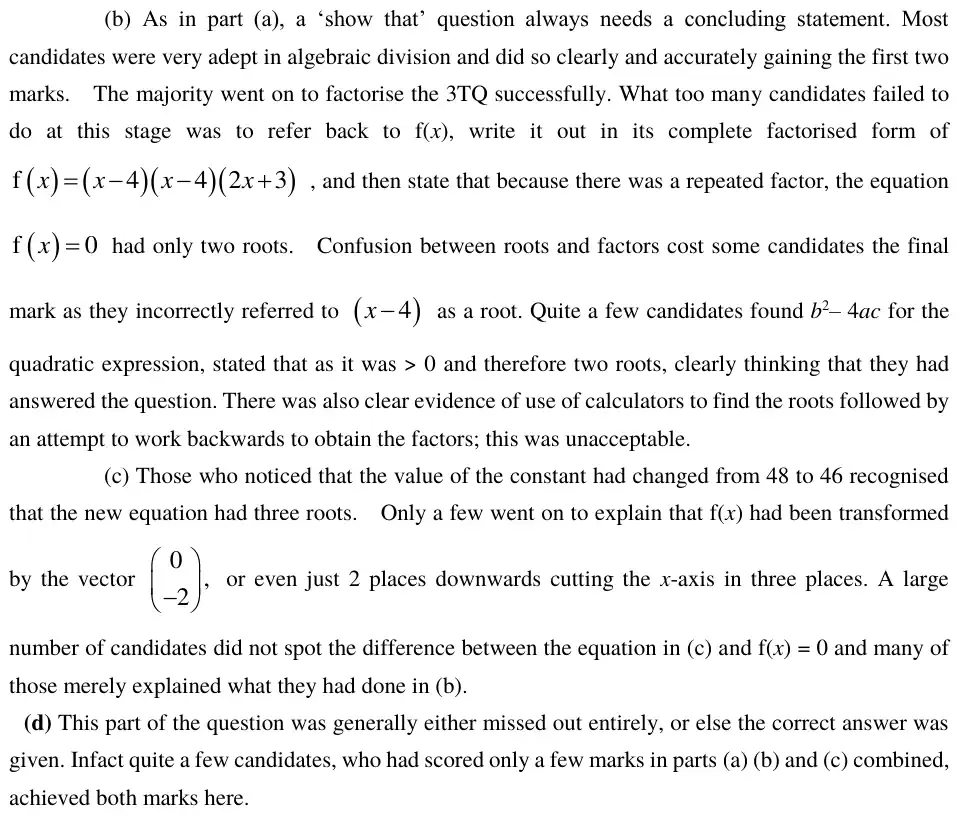 (b) As in part (a), a ‘show that’ question always needs a concluding statement. Most
candidates were very adept in algebraic division and did so clearly and accurately gaining the first two
marks. The majority went on to factorise the 3TQ successfully. What too many candidates failed to
do at this stage was to refer back to f(x), write it out in its complete factorised form of
f(x)=(x−4)(x−4)(2x+3) , and then state that because there was a repeated factor, the equation
f(x)=0 had only two roots. Confusion between roots and factors cost some candidates the final
mark as they incorrectly referred to (x−4) as a root. Quite a few candidates found b²– 4ac for the
quadratic expression, stated that as it was > 0 and therefore two roots, clearly thinking that they had
answered the question. There was also clear evidence of use of calculators to find the roots followed by
an attempt to work backwards to obtain the factors; this was unacceptable.
(c) Those who noticed that the value of the constant had changed from 48 to 46 recognised
that the new equation had three roots. Only a few went on to explain that f(x) had been transformed
by the vector (0 −2), or even just 2 places downwards cutting the x-axis in three places. A large
number of candidates did not spot the difference between the equation in (c) and f(x) = 0 and many of
those merely explained what they had done in (b).
(d) This part of the question was generally either missed out entirely, or else the correct answer was
given. Infact quite a few candidates, who had scored only a few marks in parts (a) (b) and (c) combined,
achieved both marks here.